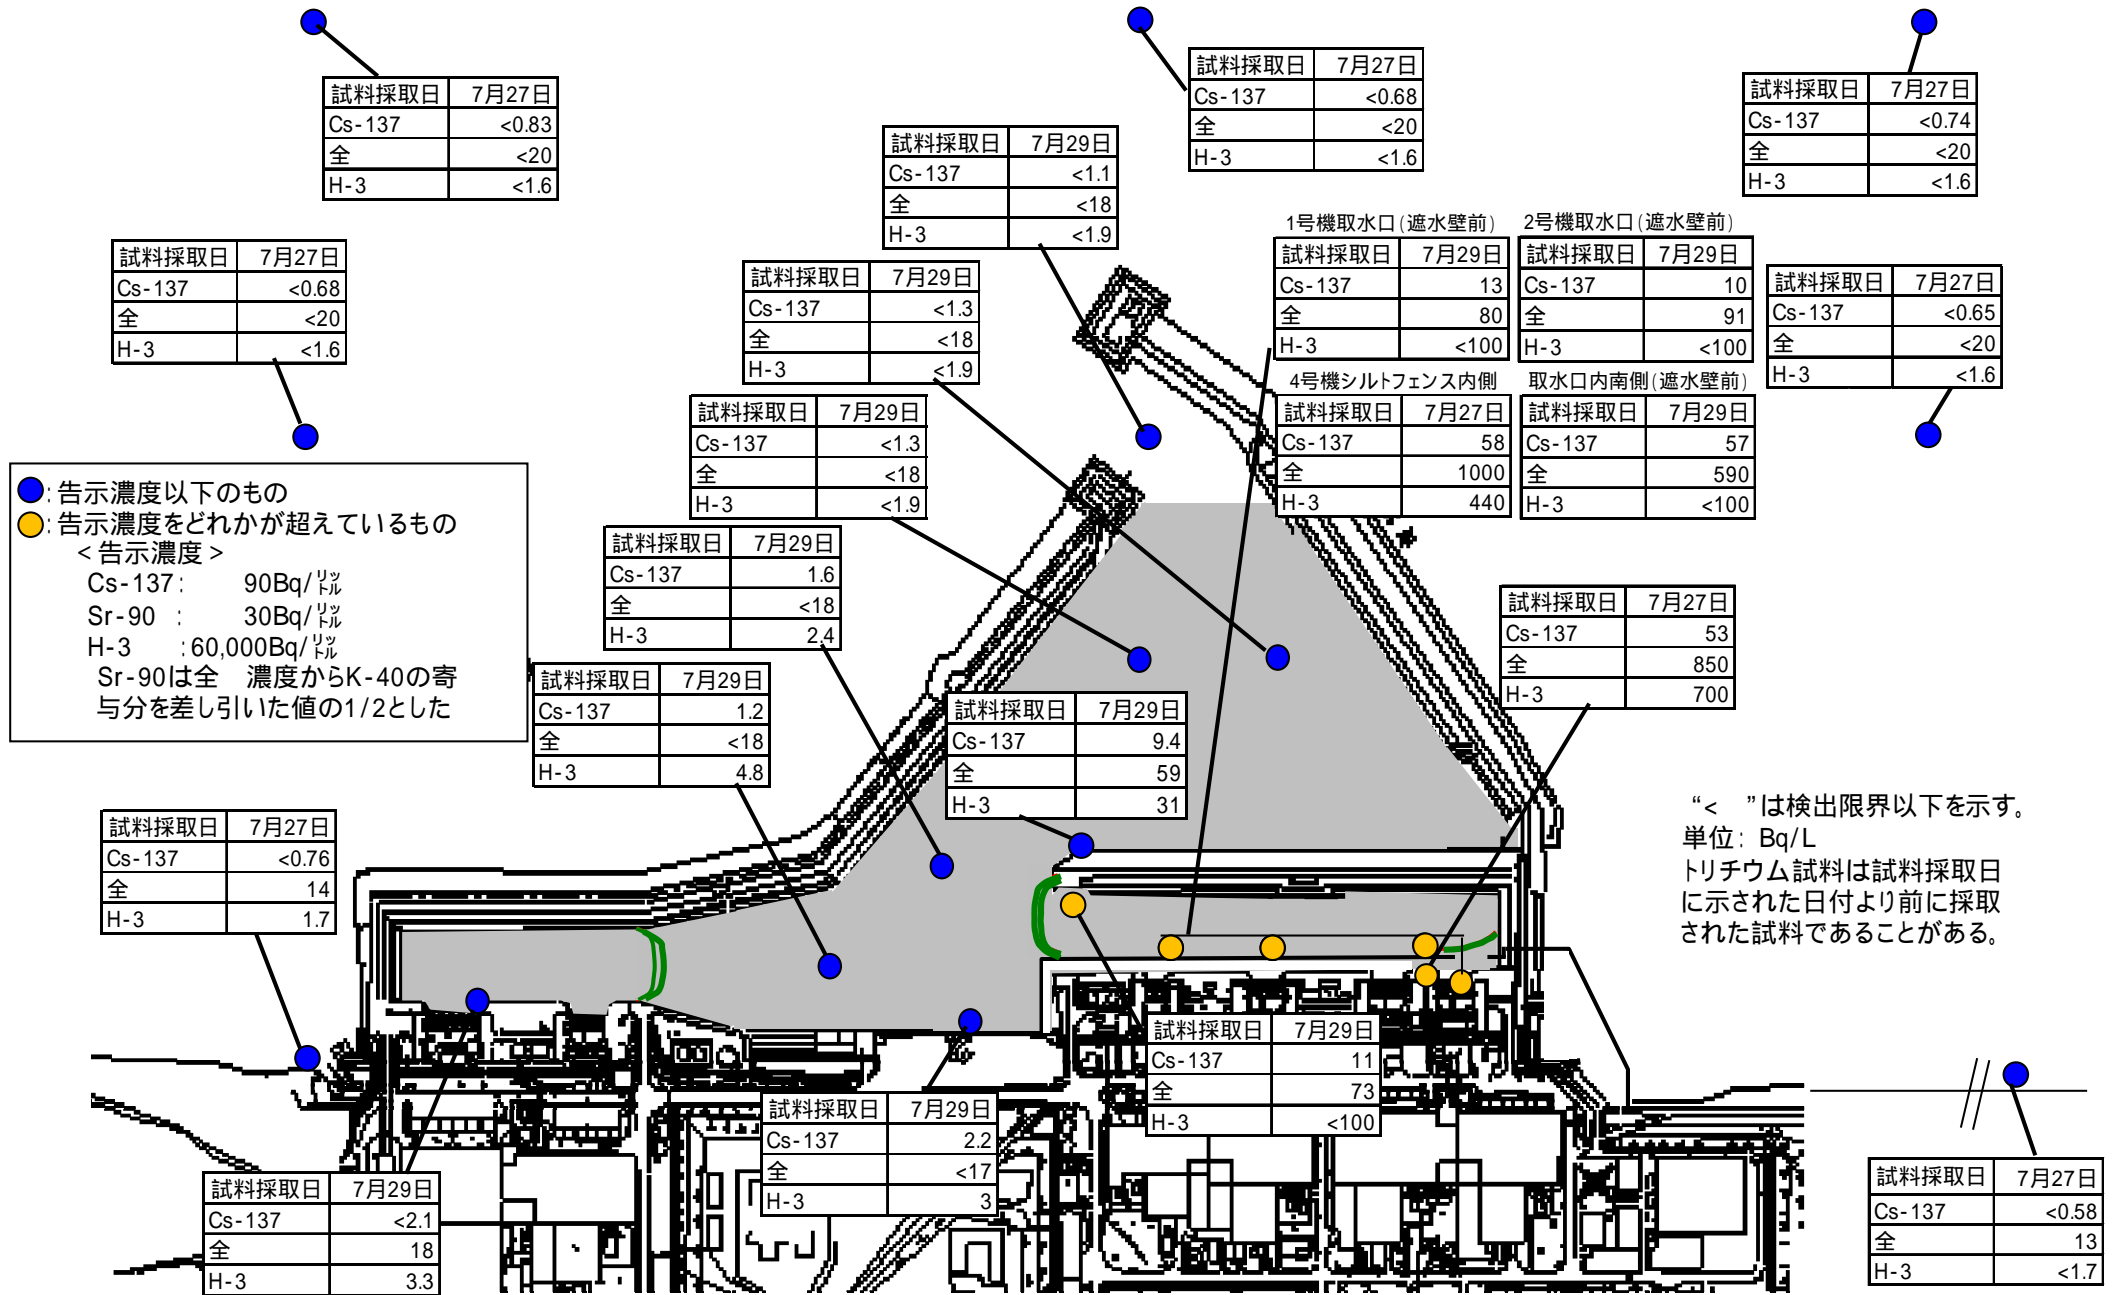 試料採取日 7月27日
Cs-137 <0.83
全 <20
H-3 <1.6
試料採取日 7月27日
Cs-137 <0.68
全 <20
H-3 <1.6
試料採取日 7月27日
Cs-137 <0.74
全 <20
H-3 <1.6
試料採取日 7月29日
Cs-137 <1.1
全 <18
H-3 <1.9
試料採取日 7月27日
Cs-137 <0.68
全 <20
H-3 <1.6
試料採取日 7月29日
Cs-137 <1.3
全 <18
H-3 <1.9
1号機取水口(遮水壁前)
試料採取日 7月29日
Cs-137 13
全 80
H-3 <100
2号機取水口(遮水壁前)
試料採取日 7月29日
Cs-137 10
全 91
H-3 <100
試料採取日 7月27日
Cs-137 <0.65
全 <20
H-3 <1.6
4号機シルトフェンス内側
試料採取日 7月27日
Cs-137 58
全 1000
H-3 440
取水口内南側(遮水壁前)
試料採取日 7月29日
Cs-137 57
全 590
H-3 <100
試料採取日 7月29日
Cs-137 <1.3
全 <18
H-3 <1.9
:告示濃度以下のもの
:告示濃度をどれかが超えているもの
<告示濃度>
Cs-137: 90Bq/リットル
Sr-90 : 30Bq/リットル
H-3 :60,000Bq/リットル
Sr-90は全 濃度からK-40の寄
与分を差し引いた値の1/2とした
試料採取日 7月29日
Cs-137 1.6
全 <18
H-3 2.4
試料採取日 7月27日
Cs-137 53
全 850
H-3 700
試料採取日 7月29日
Cs-137 1.2
全 <18
H-3 4.8
試料採取日 7月29日
Cs-137 9.4
全 59
H-3 31
"< "は検出限界以下を示す。
単位: Bq/L
トリチウム試料は試料採取日
に示された日付より前に採取
された試料であることがある。
試料採取日 7月27日
Cs-137 <0.76
全 14
H-3 1.7
試料採取日 7月29日
Cs-137 11
全 73
H-3 <100
試料採取日 7月29日
Cs-137 2.2
全 <17
H-3 3
試料採取日 7月29日
Cs-137 <2.1
全 18
H-3 3.3
試料採取日 7月27日
Cs-137 <0.58
全 13
H-3 <1.7